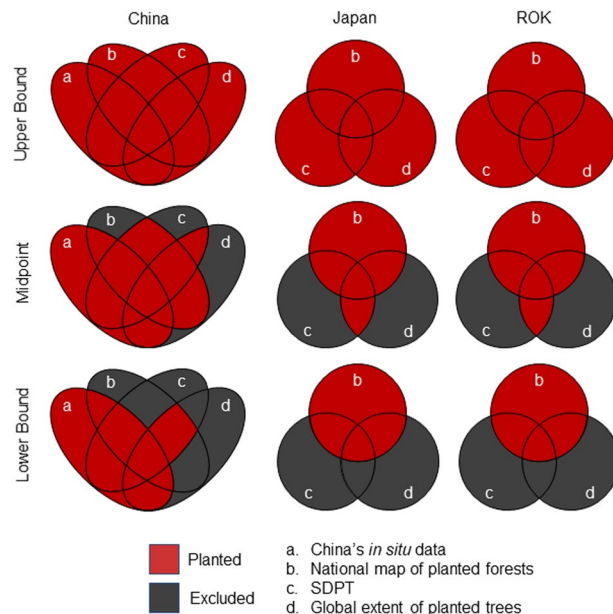 China Japan ROK
Upper Bound
a b c d b c d b c d
Midpoint
a b c d b c d b c d
Lower Bound
a b c d b c d b c d
Planted
Excluded
a. China's in situ data
b. National map of planted forests
c. SDPT
d. Global extent of planted trees